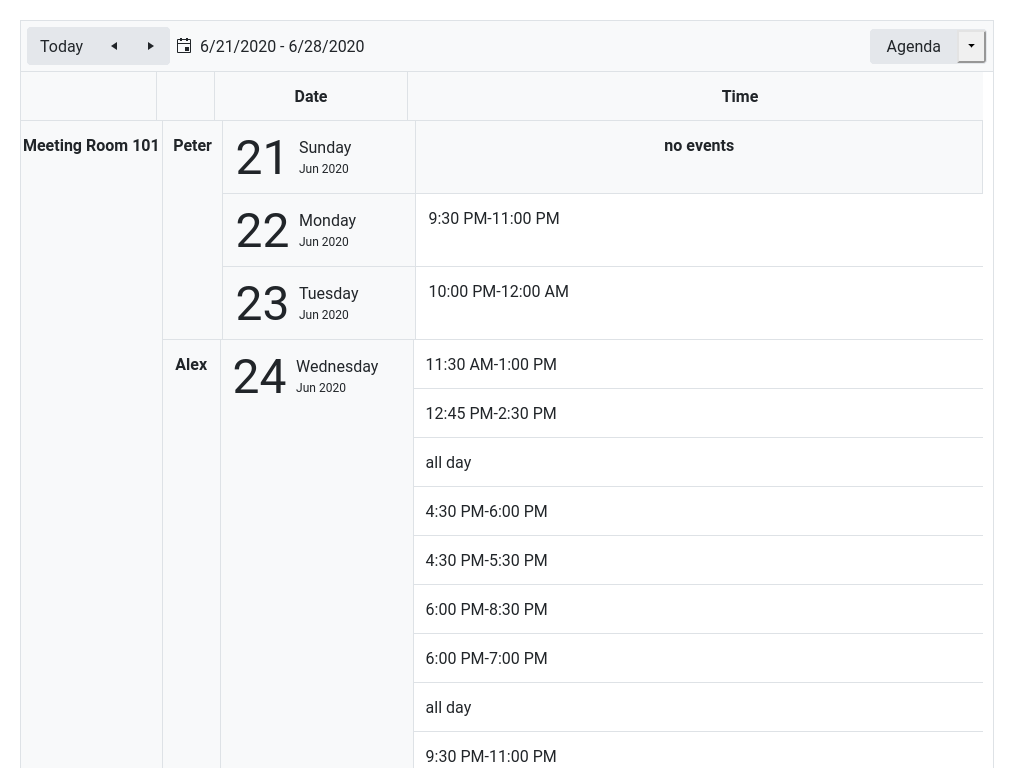 Today 6/21/2020 - 6/28/2020 Agenda
Date Time
Meeting Room 101 Peter 21 Sunday no events
Jun 2020
22 Monday 9:30 PM-11:00 PM
Jun 2020
23 Tuesday 10:00 PM-12:00 AM
Jun 2020
Alex 24 Wednesday 11:30 AM-1:00 PM
Jun 2020
12:45 PM-2:30 PM
all day
4:30 PM-6:00 PM
4:30 PM-5:30 PM
6:00 PM-8:30 PM
6:00 PM-7:00 PM
all day
9:30 PM-11:00 PM